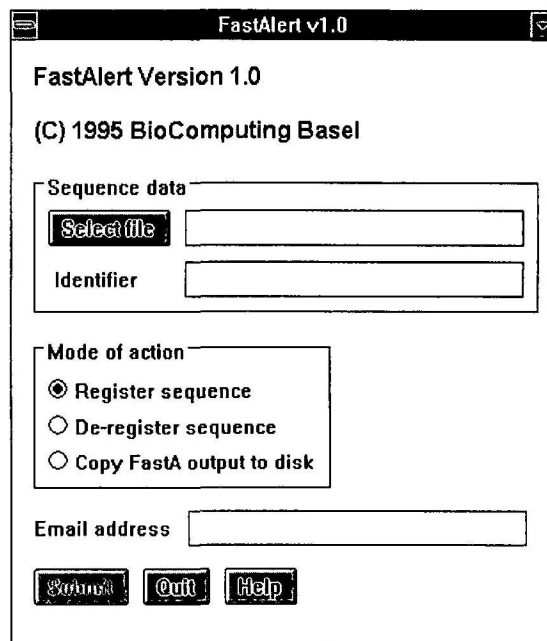 FastAlert v1.0
FastAlert Version 1.0
(C) 1995 BioComputing Basel
Sequence data
Select file
Identifier
Mode of action
Register sequence
De-register sequence
Copy FastA output to disk
Email address
Submit Quit Help